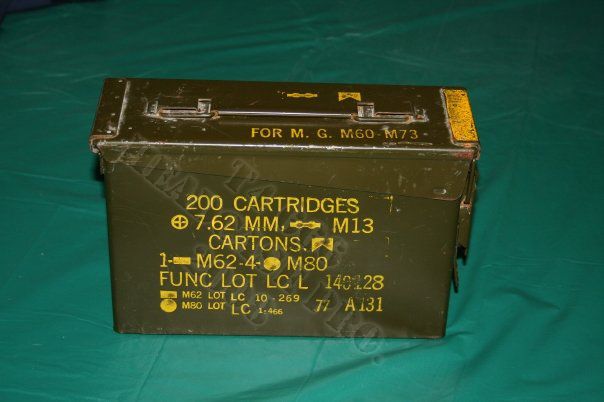 FOR M. G. M60-M73
200 CARTRIDGES
7.62 MM, M13
CARTONS,
1- M62-4- M80
FUNC LOT LC L 140128
M62 LOT LC 10-269
M80 LOT LC 1-466
77 A131